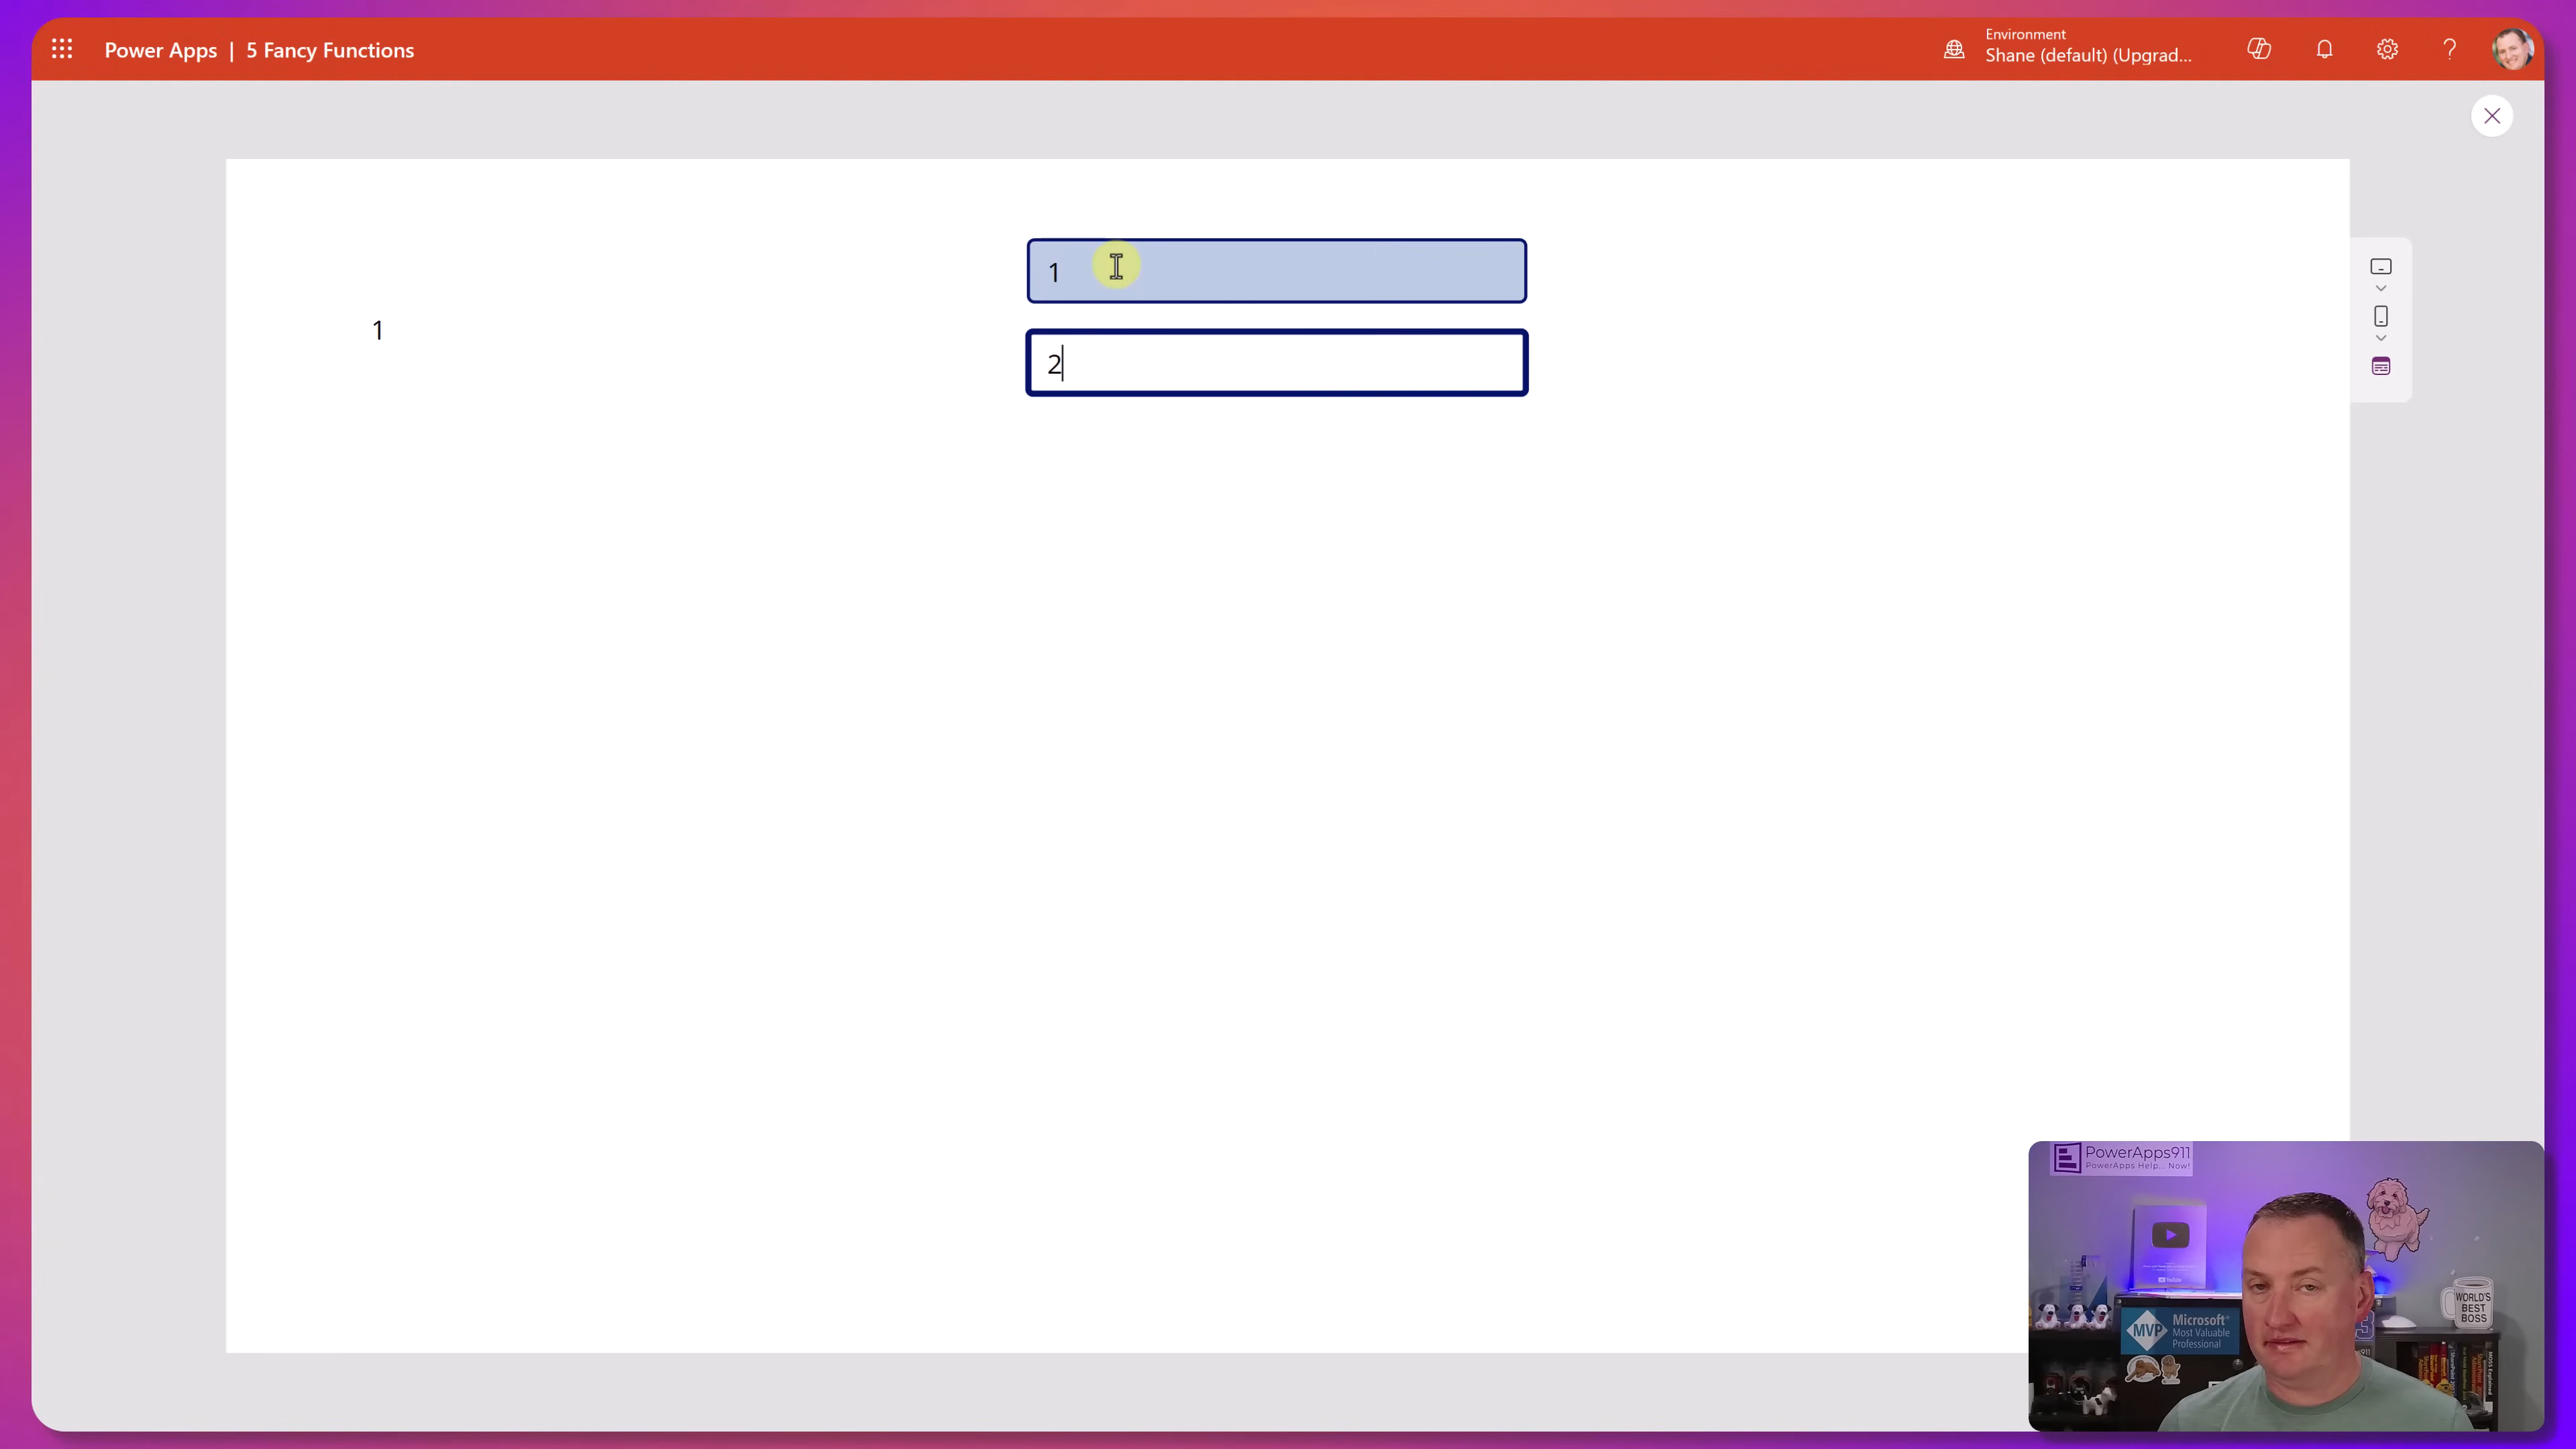 Power Apps | 5 Fancy Functions
Environment
Shane (default) (Upgrad...
1
1
2
PowerApps911
PowerApps Help... Now!
YouTube
MVP
Microsoft®
Most Valuable
Professional
WORLD'S
BEST
BOSS